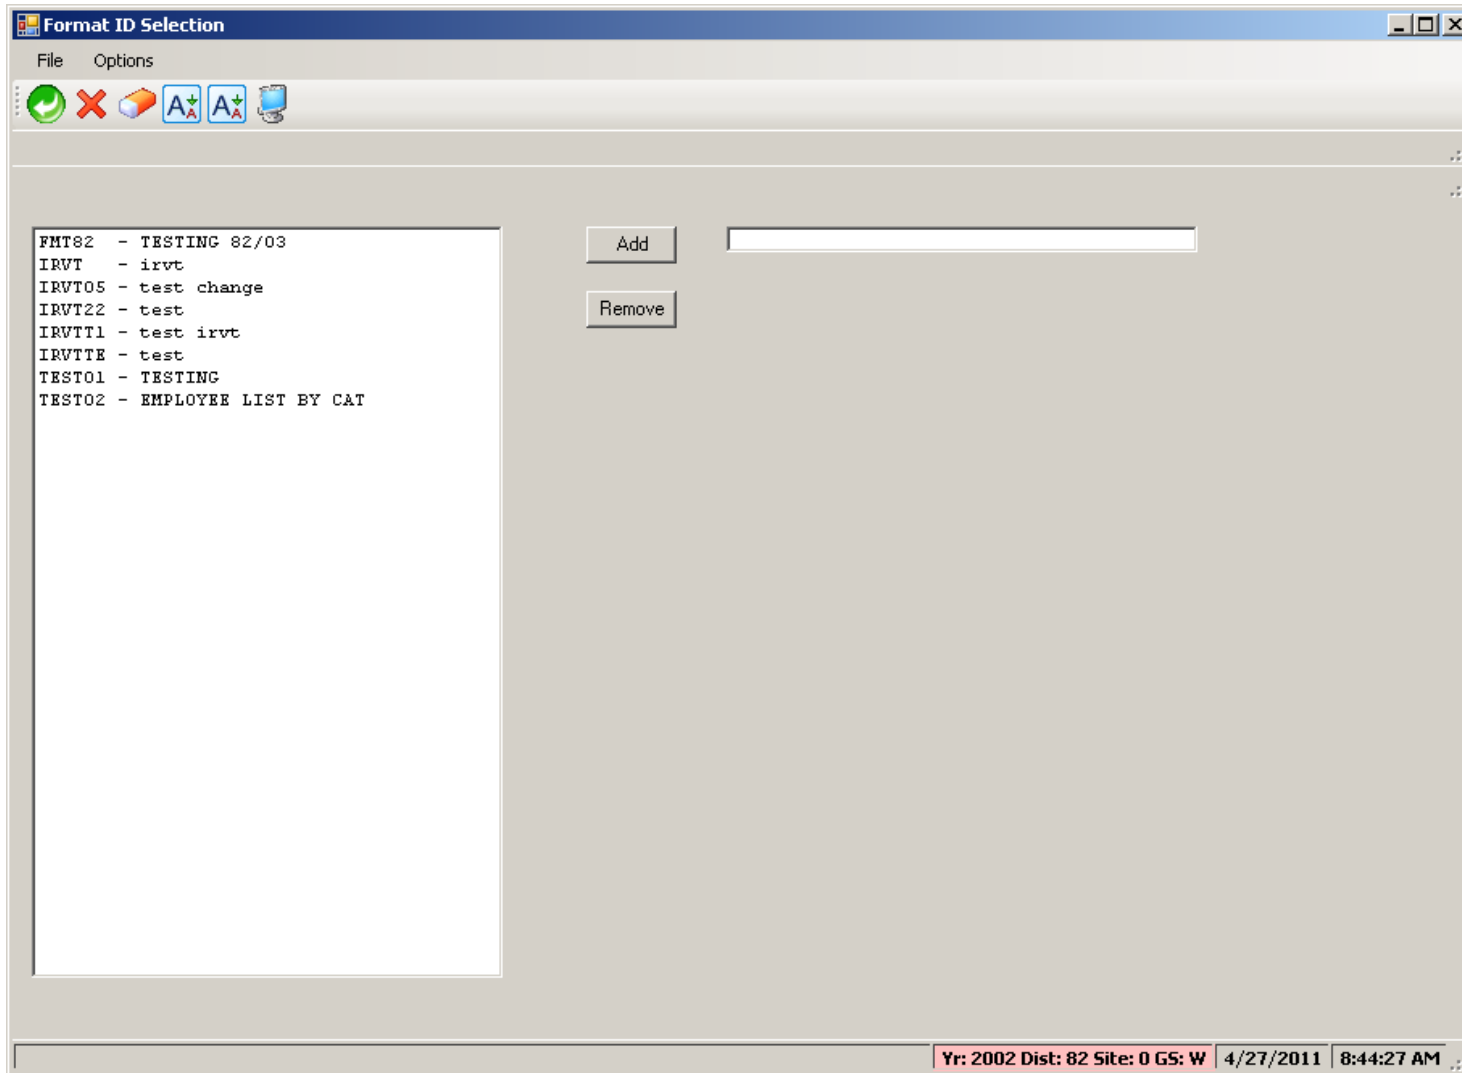 Format ID Selection
File Options
FMT82  - TESTING 82/03
IRVT   - irvt
IRVT05 - test change
IRVT22 - test
IRVTT1 - test irvt
IRVTTE - test
TEST01 - TESTING
TEST02 - EMPLOYEE LIST BY CAT
Add
Remove
Yr: 2002 Dist: 82 Site: 0 GS: W 4/27/2011 8:44:27 AM